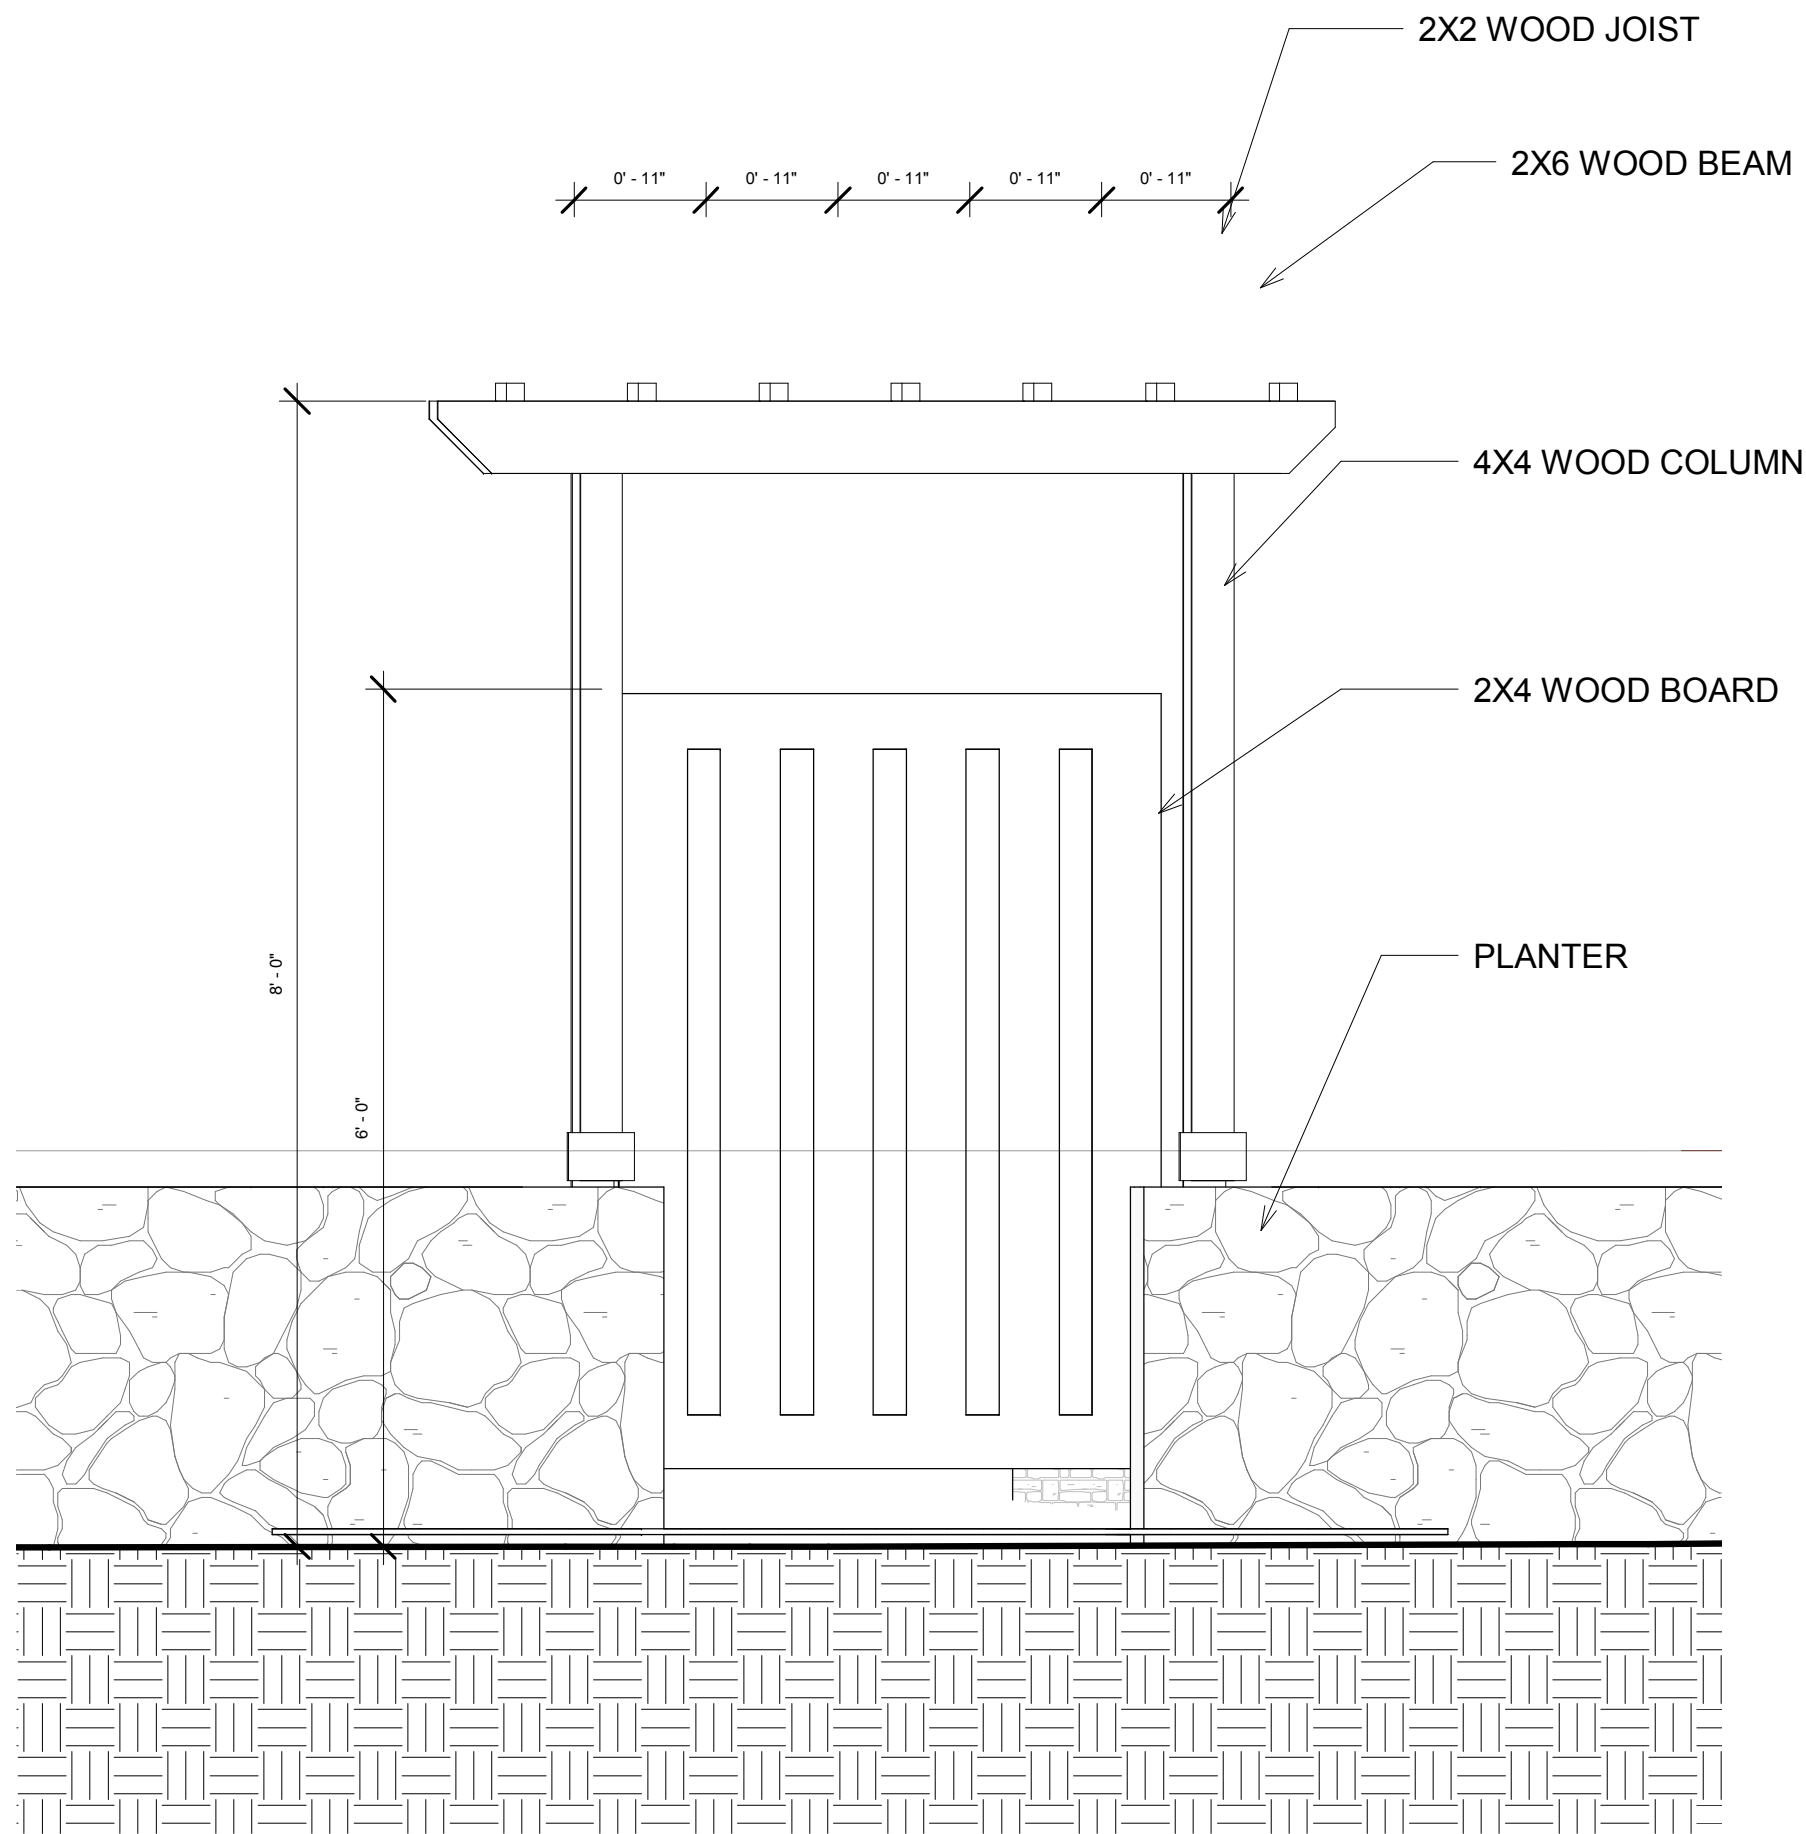 2X2 WOOD JOIST
2X6 WOOD BEAM
0' - 11" 0' - 11" 0' - 11" 0' - 11" 0' - 11"
4X4 WOOD COLUMN
2X4 WOOD BOARD
PLANTER
8' - 0"
6' - 0"